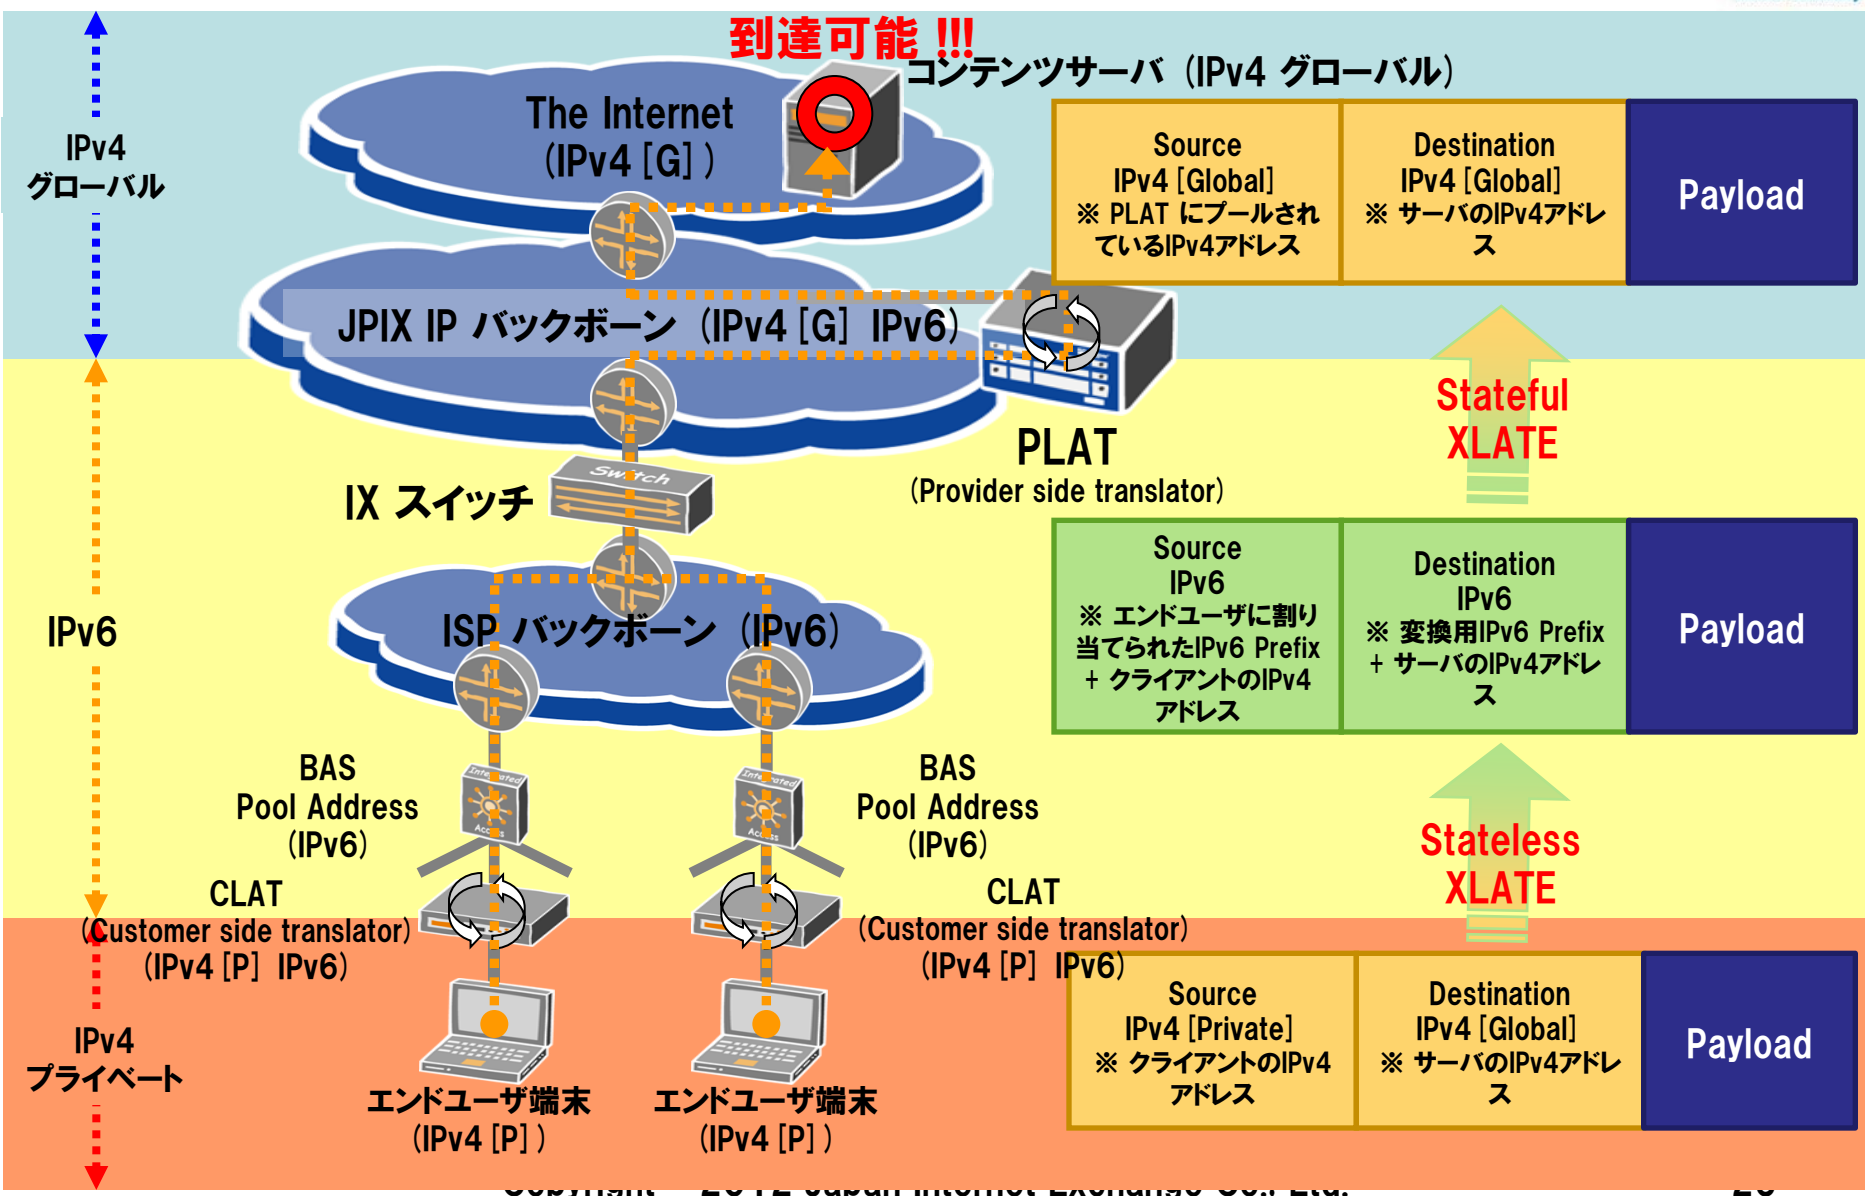 到達可能 !!!
コンテンツサーバ (IPv4 グローバル)
The Internet
(IPv4 [G] )
IPv4
グローバル
Source
IPv4 [Global]
※ PLAT にプールされ
ているIPv4アドレス
Destination
IPv4 [Global]
※ サーバのIPv4アドレ
ス
Payload
JPIX IP バックボーン (IPv4 [G] IPv6)
Stateful
XLATE
PLAT
(Provider side translator)
Switch
IX スイッチ
Source
IPv6
※ エンドユーザに割り
当てられたIPv6 Prefix
+ クライアントのIPv4
アドレス
Destination
IPv6
※ 変換用IPv6 Prefix
+ サーバのIPv4アドレ
ス
Payload
IPv6
ISP バックボーン (IPv6)
BAS
Pool Address
(IPv6)
Integrated
Access
Integrated
Access
BAS
Pool Address
(IPv6)
Stateless
XLATE
CLAT
(Customer side translator)
(IPv4 [P] IPv6)
CLAT
(Customer side translator)
(IPv4 [P] IPv6)
Source
IPv4 [Private]
※ クライアントのIPv4
アドレス
Destination
IPv4 [Global]
※ サーバのIPv4アドレ
ス
Payload
IPv4
プライベート
エンドユーザ端末
(IPv4 [P] )
エンドユーザ端末
(IPv4 [P] )
Copyright 2012 Japan Internet Exchange Co., Ltd.